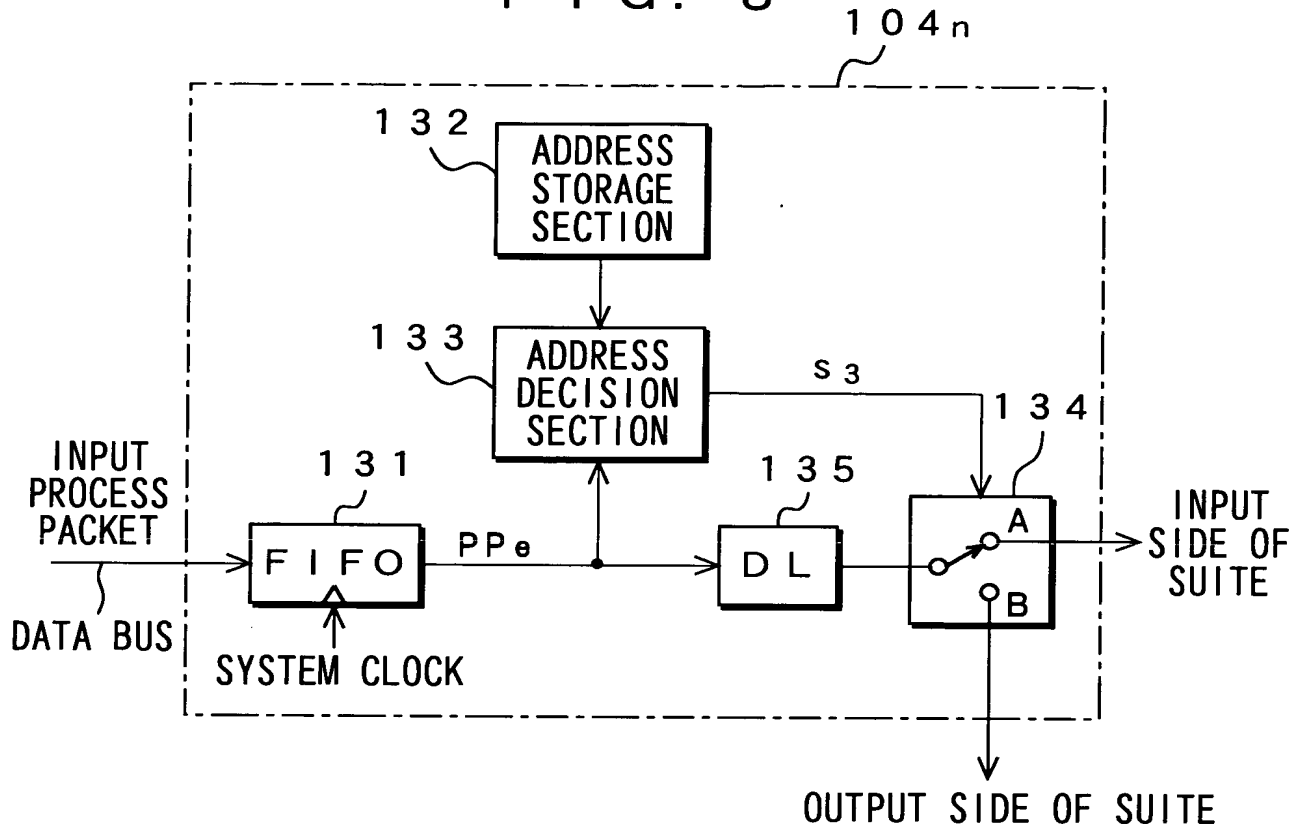 104n
132
ADDRESS
STORAGE
SECTION
133
ADDRESS
DECISION
SECTION
S3
134
INPUT
PROCESS
PACKET
131
135
FIFO
PPe
DL
A
B
INPUT
SIDE OF
SUITE
DATA BUS
SYSTEM CLOCK
OUTPUT SIDE OF SUITE